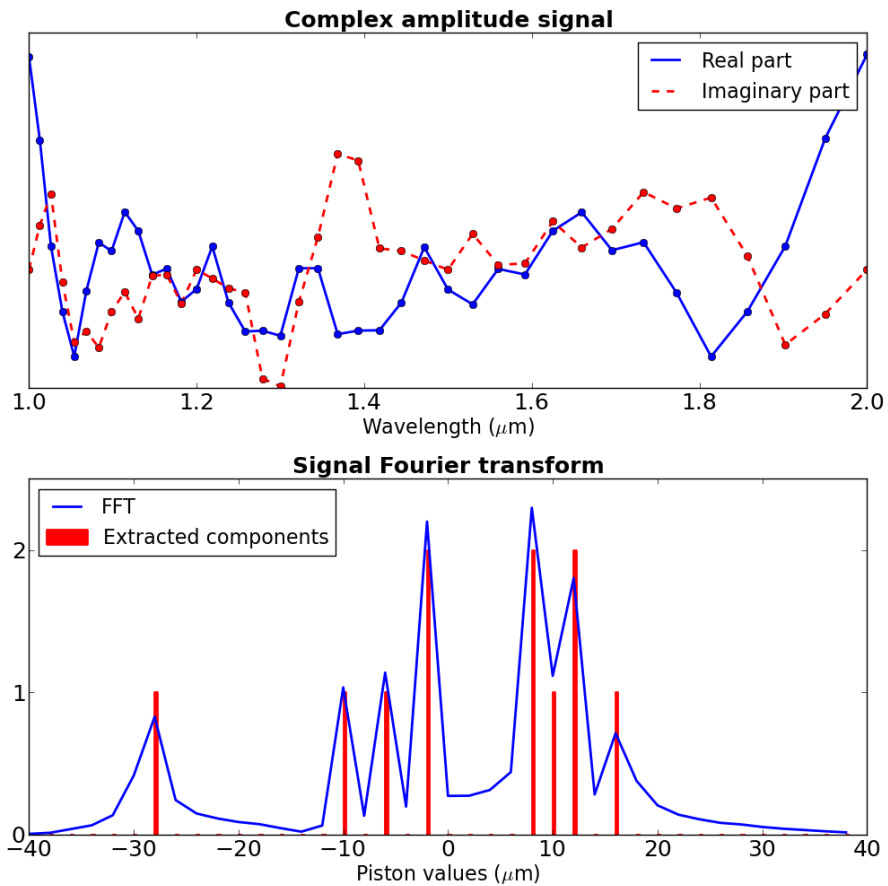 Complex amplitude signal
Real part
Imaginary part
1.0 1.2 1.4 1.6 1.8 2.0
Wavelength (μm)
Signal Fourier transform
FFT
Extracted components
2
1
0
−40 −30 −20 −10 0 10 20 30 40
Piston values (μm)